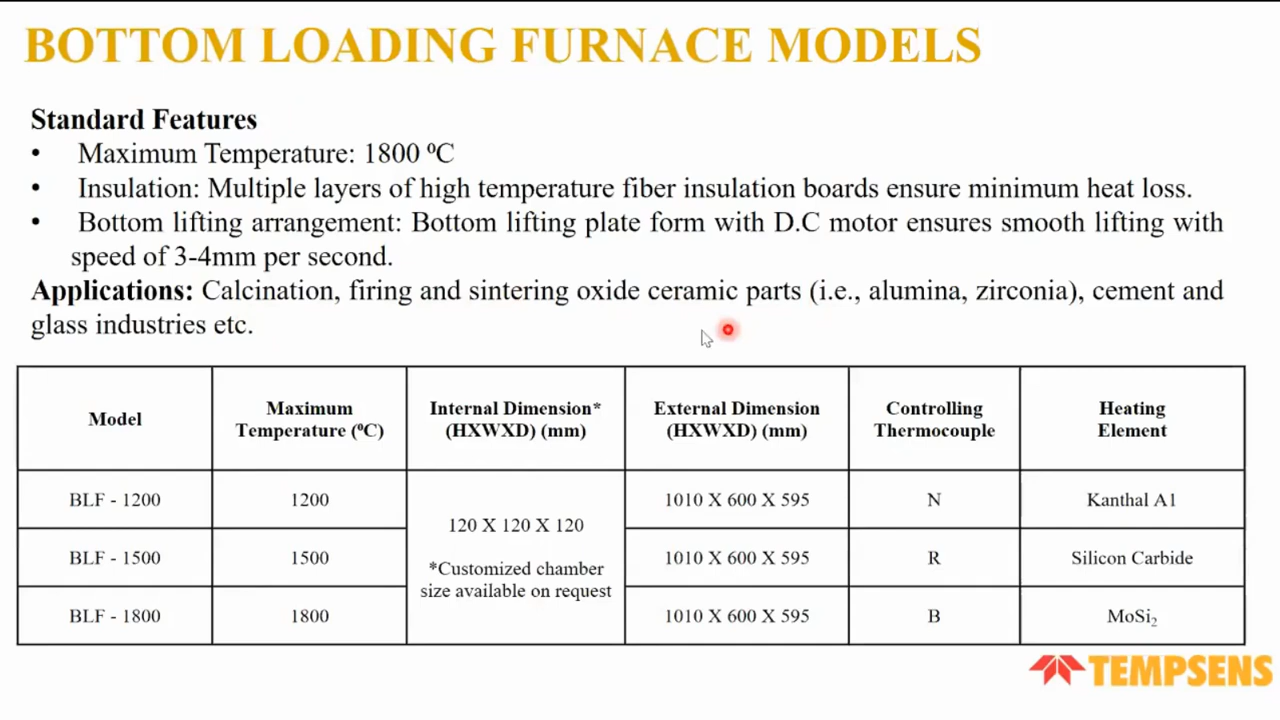 BOTTOM LOADING FURNACE MODELS
Standard Features
• Maximum Temperature: 1800 ⁰C
• Insulation: Multiple layers of high temperature fiber insulation boards ensure minimum heat loss.
• Bottom lifting arrangement: Bottom lifting plate form with D.C motor ensures smooth lifting with
speed of 3-4mm per second.
Applications: Calcination, firing and sintering oxide ceramic parts (i.e., alumina, zirconia), cement and
glass industries etc.
Model
Maximum
Temperature (⁰C)
Internal Dimension*
(HXWXD) (mm)
External Dimension
(HXWXD) (mm)
Controlling
Thermocouple
Heating
Element
BLF - 1200
1200
120 X 120 X 120
*Customized chamber
size available on request
1010 X 600 X 595
N
Kanthal A1
BLF - 1500
1500
1010 X 600 X 595
R
Silicon Carbide
BLF - 1800
1800
1010 X 600 X 595
B
MoSi₂
TEMPSENS